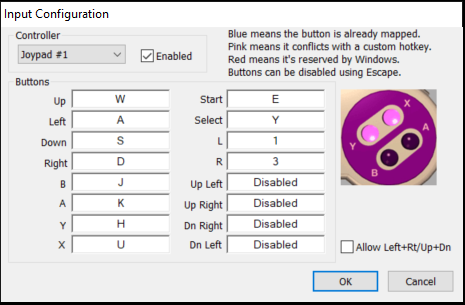 Input Configuration
Controller
Joypad #1
Enabled
Blue means the button is already mapped.
Pink means it conflicts with a custom hotkey.
Red means it's reserved by Windows.
Buttons can be disabled using Escape.
Buttons
Up W
Left A
Down S
Right D
B J
A K
Y H
X U
Start E
Select Y
L 1
R 3
Up Left Disabled
Up Right Disabled
Dn Right Disabled
Dn Left Disabled
X
Y A
B
Allow Left+Rt/Up+Dn
OK Cancel